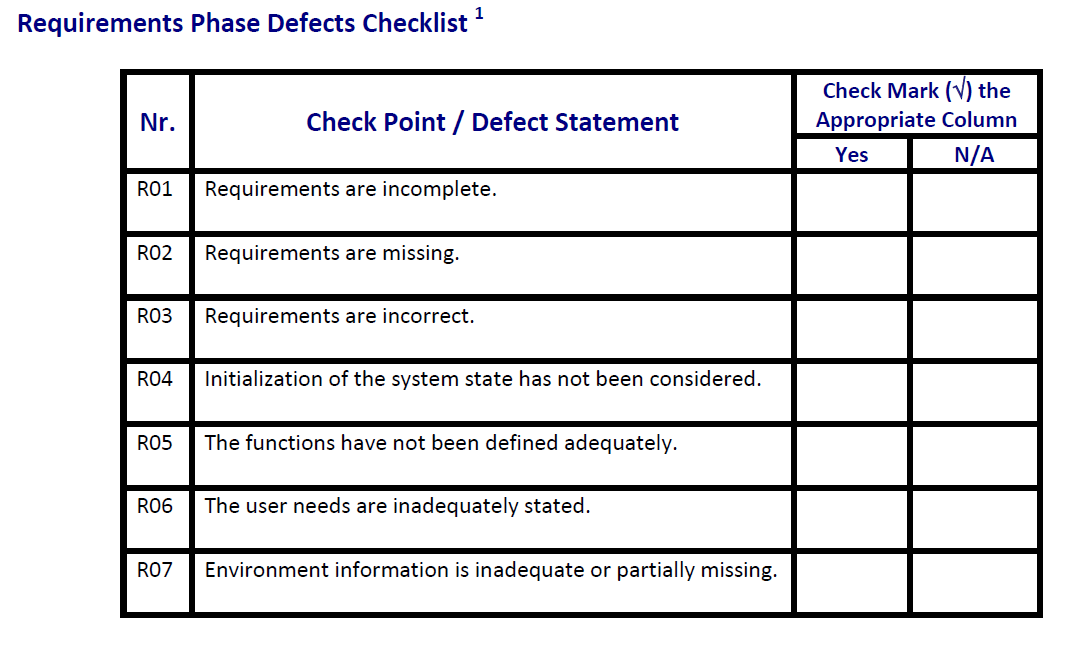 Requirements Phase Defects Checklist 1
Nr.
Check Point / Defect Statement
Check Mark (√) the
Appropriate Column
Yes
N/A
R01 Requirements are incomplete.
R02 Requirements are missing.
R03 Requirements are incorrect.
R04 Initialization of the system state has not been considered.
R05 The functions have not been defined adequately.
R06 The user needs are inadequately stated.
R07 Environment information is inadequate or partially missing.